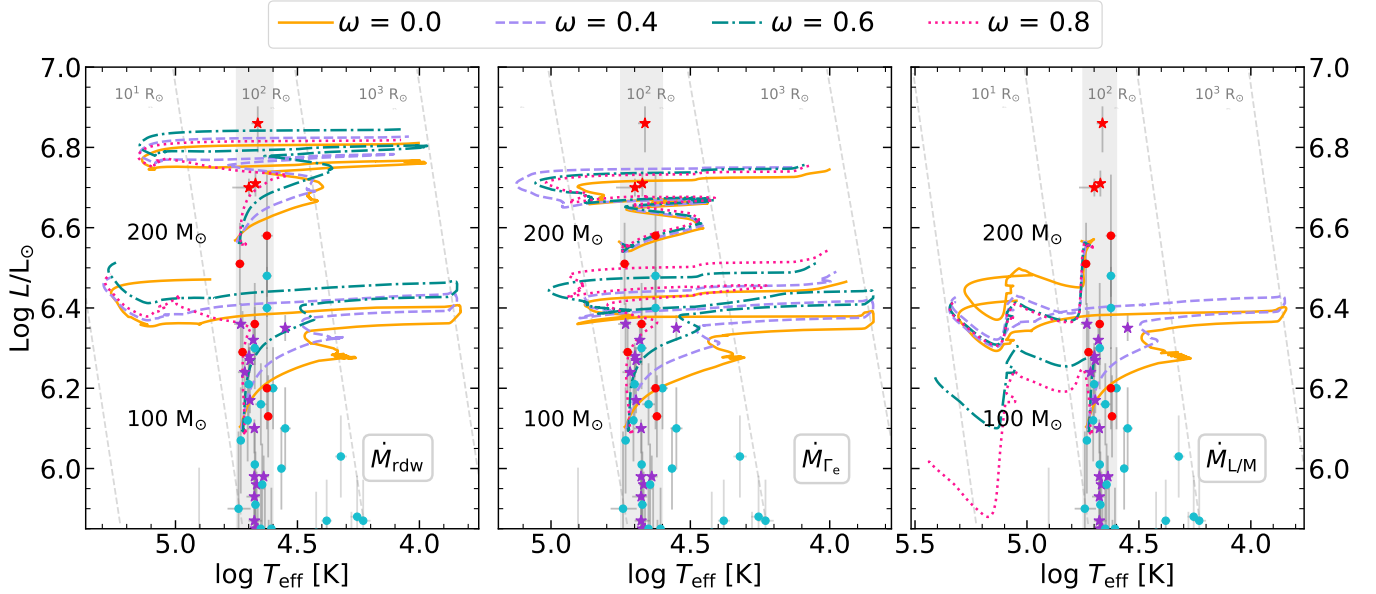 ω = 0.0 ω = 0.4 ω = 0.6 ω = 0.8
7.0 7.0
10¹ R☉ 10² R☉ 10³ R☉ 10² R☉ 10³ R☉ 10¹ R☉ 10² R☉ 10³ R☉
6.8 6.8
6.6 200 M☉ 200 M☉ 200 M☉ 6.6
Log L/L☉
6.4 6.4
6.2 6.2
100 M☉ 100 M☉ 100 M☉
6.0 Ṁrdw ṀΓe ṀL/M 6.0
5.0 4.5 4.0 5.0 4.5 4.0 5.5 5.0 4.5 4.0
log Teff [K] log Teff [K] log Teff [K]